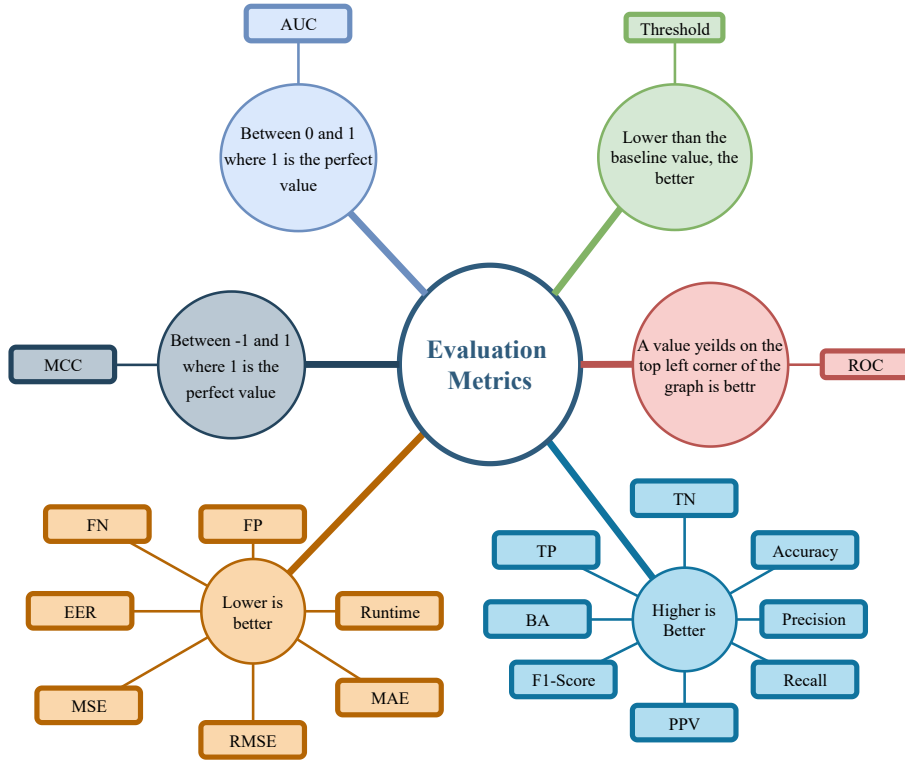 AUC
Threshold
Between 0 and 1
where 1 is the perfect
value
Lower than the
baseline value, the
better
Evaluation
Metrics
MCC
Between -1 and 1
where 1 is the
perfect value
A value yeilds on the
top left corner of the
graph is bettr
ROC
FN
FP
EER
Lower is
better
Runtime
MSE
RMSE
MAE
TN
TP
Accuracy
BA
Higher is
Better
Precision
F1-Score
PPV
Recall